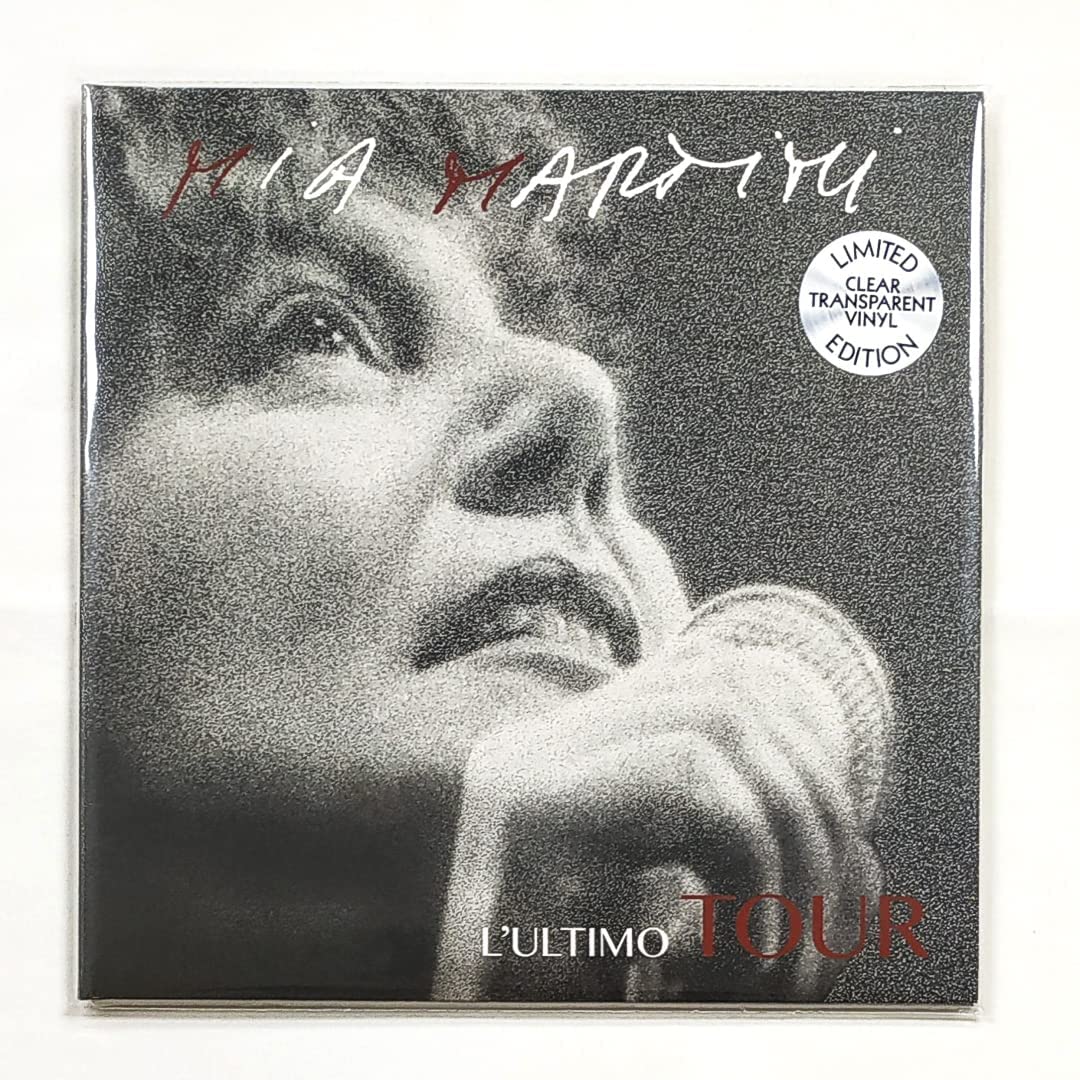 MiA MARTiNi
LIMITED
CLEAR
TRANSPARENT
VINYL
EDITION
L'ULTIMO TOUR